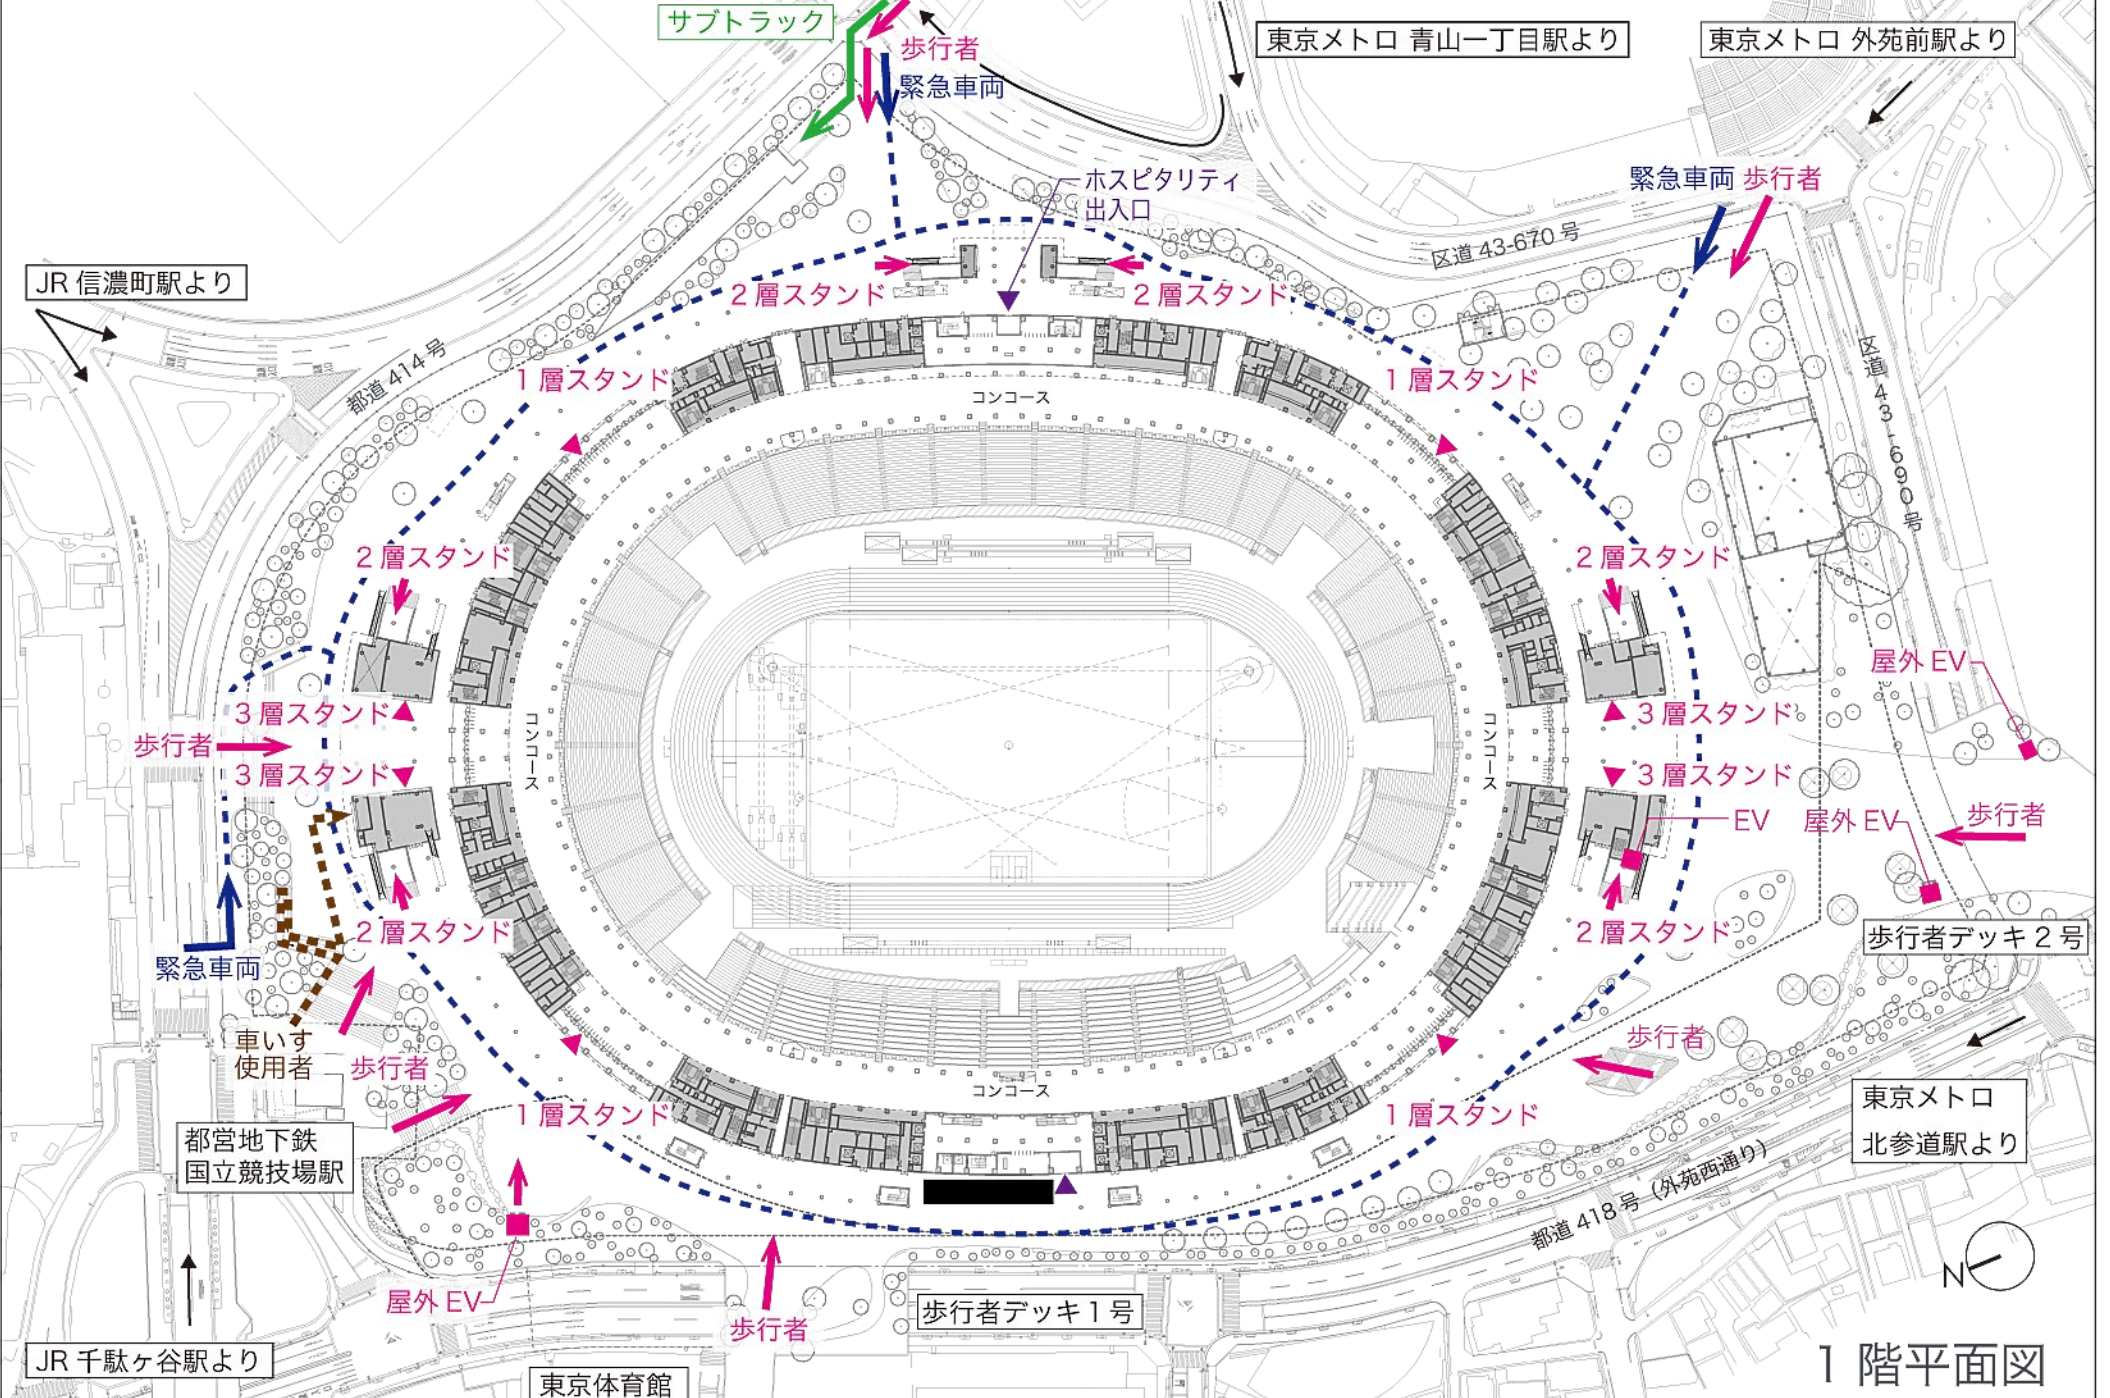 サブトラック
歩行者
緊急車両
東京メトロ 青山一丁目駅より
東京メトロ 外苑前駅より
緊急車両 歩行者
ホスピタリティ
出入口
区道 43-670 号
JR 信濃町駅より
2 層スタンド
2 層スタンド
都道 414 号
区道 43-690 号
1 層スタンド
1 層スタンド
コンコース
2 層スタンド
2 層スタンド
屋外 EV
3 層スタンド
3 層スタンド
歩行者
コンコース
コンコース
3 層スタンド
3 層スタンド
EV
屋外 EV
歩行者
2 層スタンド
2 層スタンド
歩行者デッキ 2 号
緊急車両
車いす
使用者
歩行者
歩行者
コンコース
1 層スタンド
1 層スタンド
東京メトロ
北参道駅より
都営地下鉄
国立競技場駅
都道 418 号（外苑西通り）
N
屋外 EV
歩行者
歩行者デッキ 1 号
JR 千駄ヶ谷駅より
東京体育館
1 階平面図